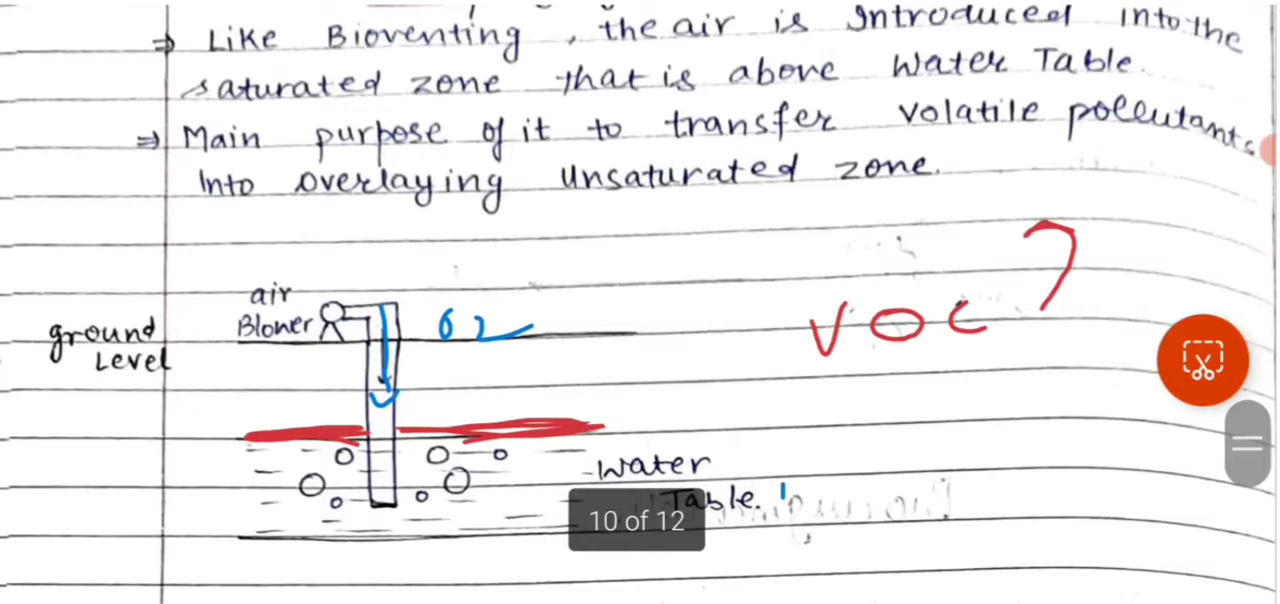 ⇒ Like Bioventing, the air is Introduced into the
saturated zone that is above Water Table.
⇒ Main purpose of it to transfer volatile pollutants
Into overlaying unsaturated zone.
air
Blower
ground
Level
O2
VOC
Water
Table.
10 of 12